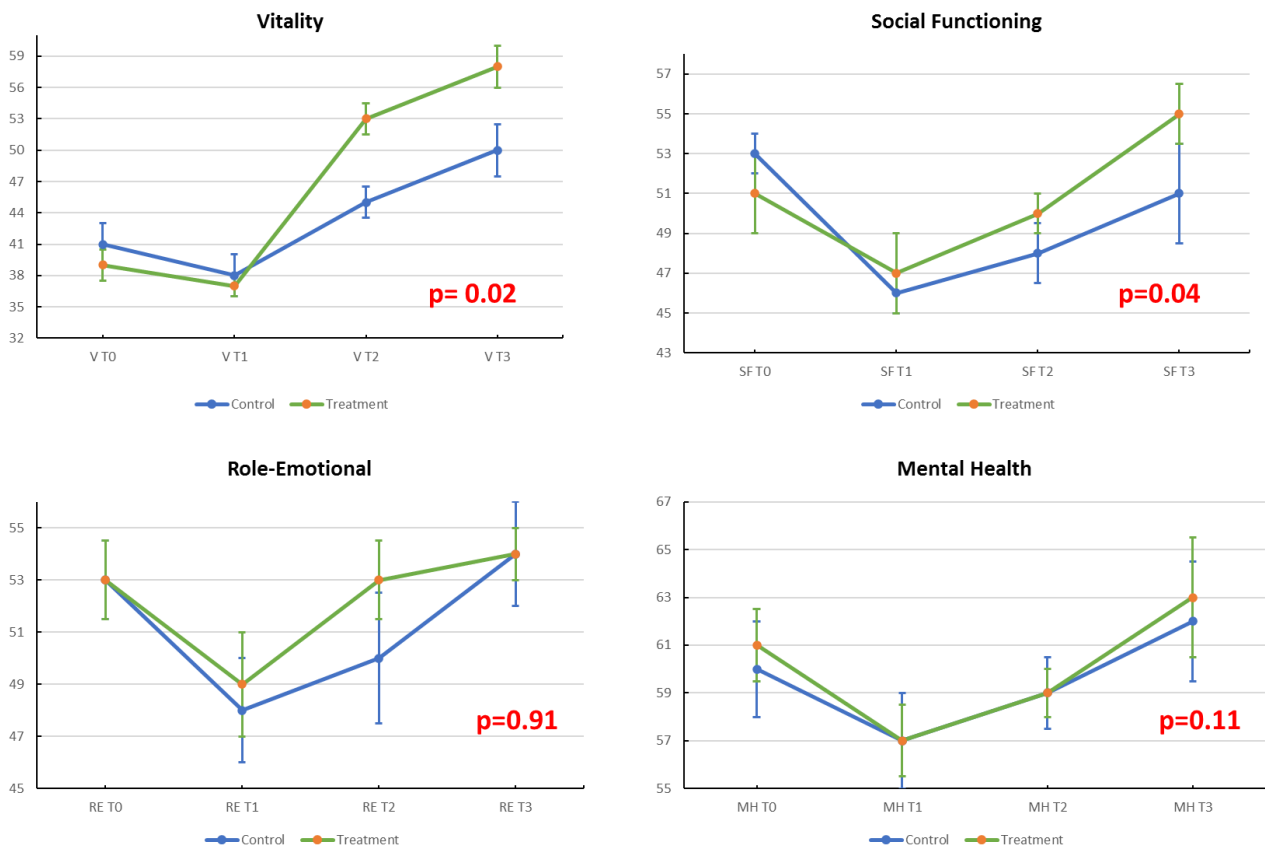 Vitality
59
56
53
50
47
44
41
38
35
32
p= 0.02
V T0 V T1 V T2 V T3
Control Treatment
Social Functioning
57
55
53
51
49
47
45
43
p=0.04
SF T0 SF T1 SF T2 SF T3
Control Treatment
Role-Emotional
55
53
51
49
47
45
p=0.91
RE T0 RE T1 RE T2 RE T3
Control Treatment
Mental Health
67
65
63
61
59
57
55
p=0.11
MH T0 MH T1 MH T2 MH T3
Control Treatment